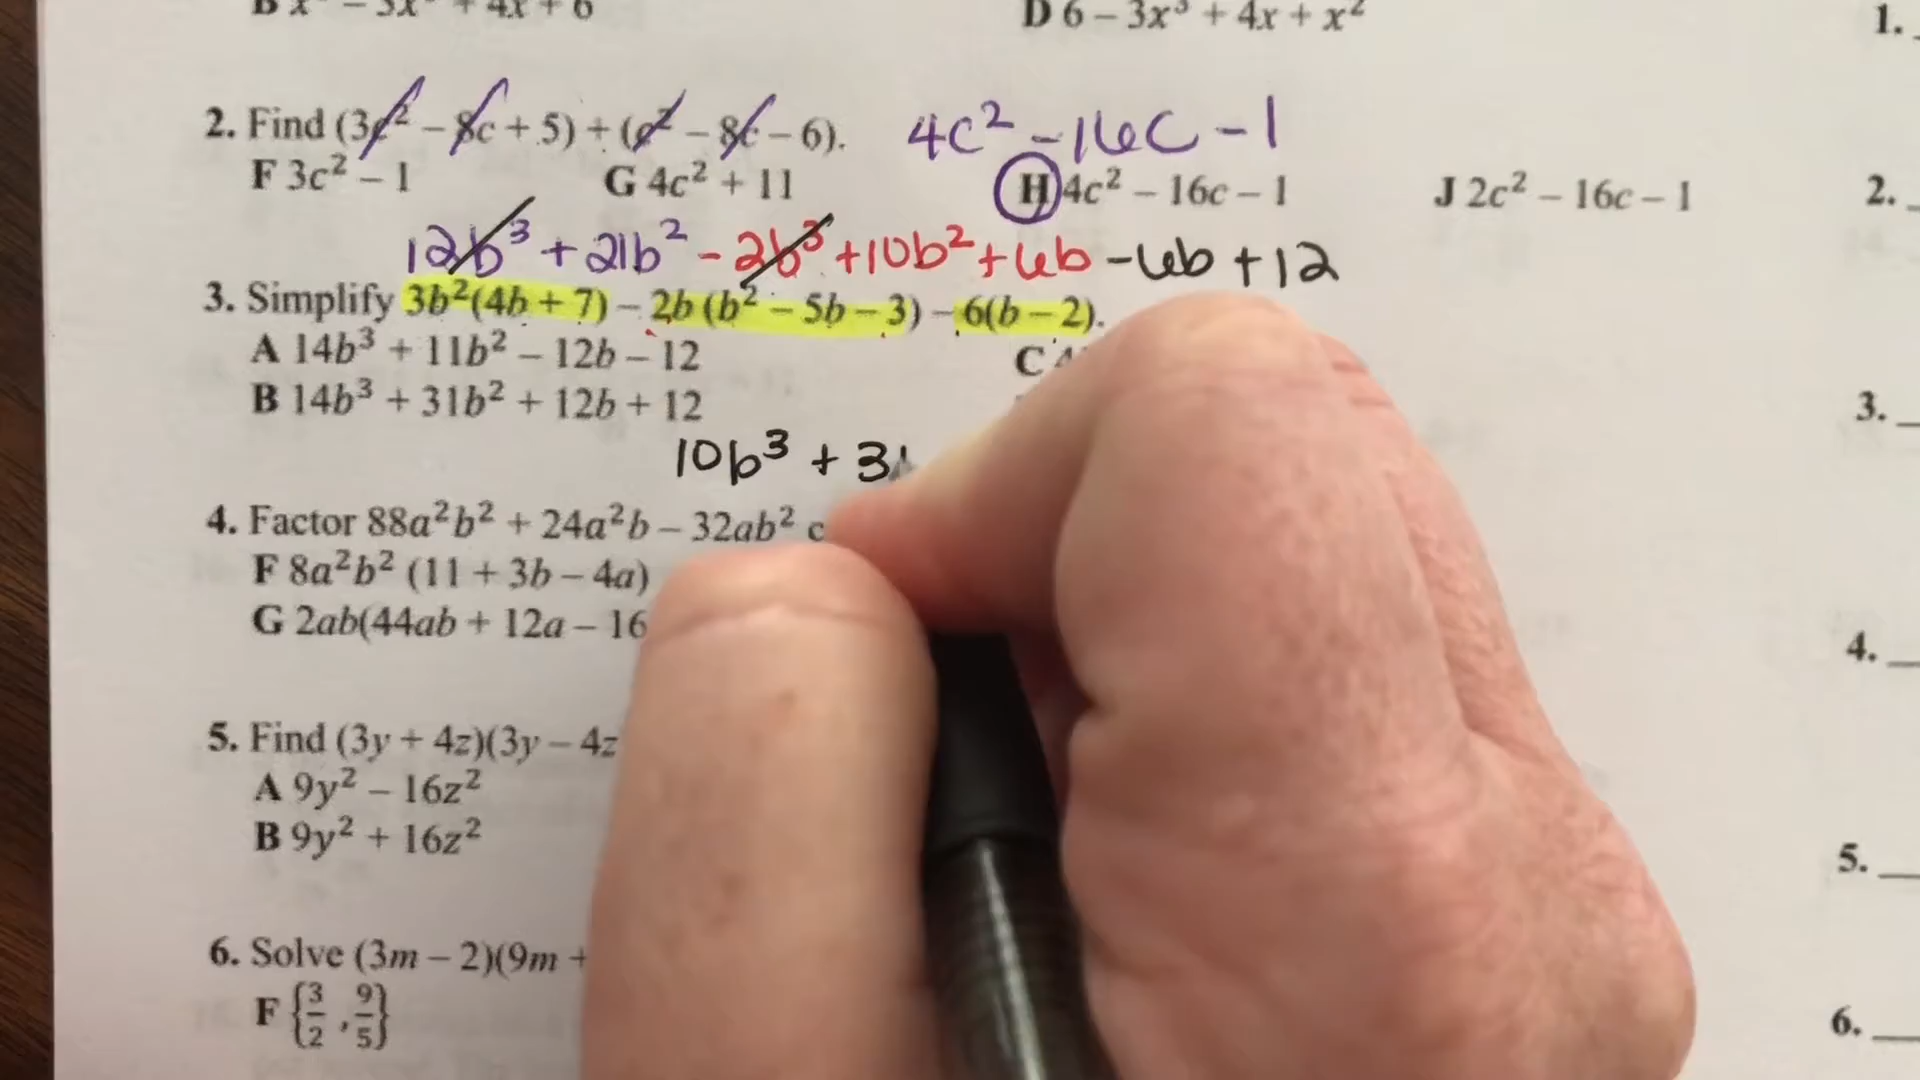 B x³ – 3x² + 4x + 6
D 6 – 3x³ + 4x + x²
1.
2. Find (3c² – 8c + 5) + (c² – 8c – 6). 4c² – 16c – 1
F 3c² – 1 G 4c² + 11 H 4c² – 16c – 1 J 2c² – 16c – 1 2.
12b³ + 21b² – 2b³ + 10b² + 6b – 6b + 12
3. Simplify 3b²(4b + 7) – 2b (b² – 5b – 3) – 6(b – 2).
A 14b³ + 11b² – 12b – 12 C
B 14b³ + 31b² + 12b + 12 3.
10b³ + 3
4. Factor 88a²b² + 24a²b – 32ab² c
F 8a²b² (11 + 3b – 4a)
G 2ab(44ab + 12a – 16 4.
5. Find (3y + 4z)(3y – 4z
A 9y² – 16z²
B 9y² + 16z² 5.
6. Solve (3m – 2)(9m +
F {3/2, 9/5} 6.